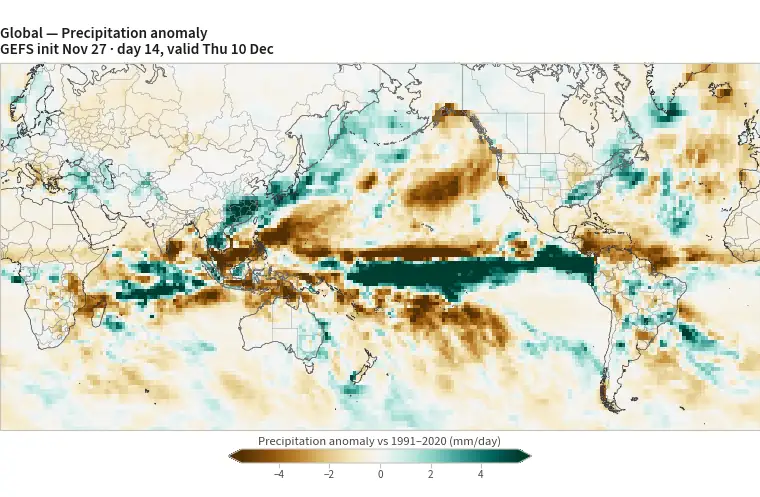 Global — Precipitation anomaly
GEFS init Nov 27 · day 14, valid Thu 10 Dec
Precipitation anomaly vs 1991–2020 (mm/day)
−4 −2 0 2 4